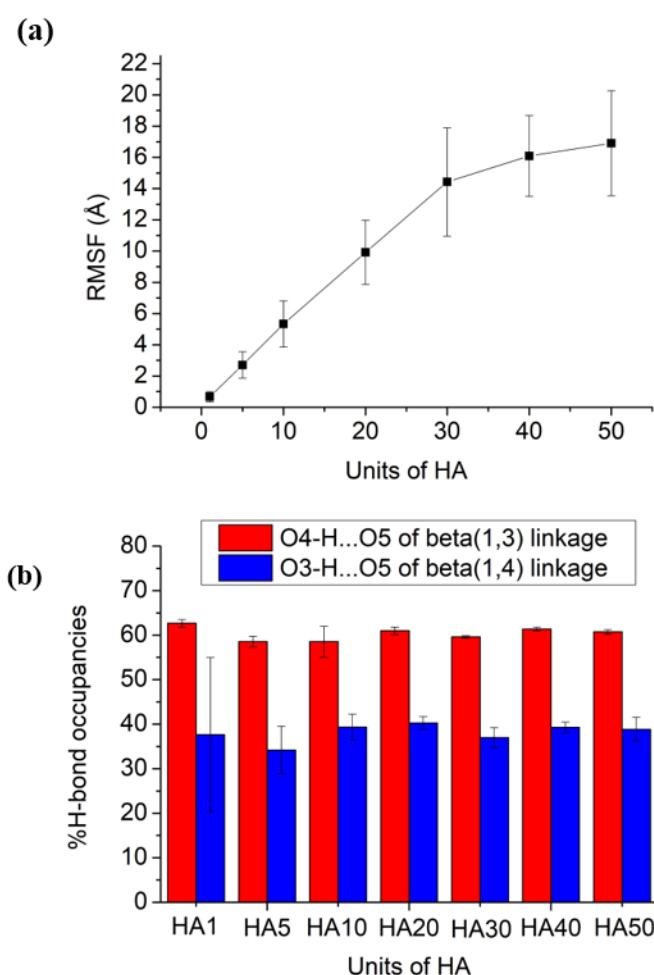 (a)
22
20
18
16
14
12
10
8
6
4
2
0
RMSF (Å)
0 10 20 30 40 50
Units of HA
(b)
O4-H...O5 of beta(1,3) linkage
O3-H...O5 of beta(1,4) linkage
80
70
60
50
40
30
20
10
0
%H-bond occupancies
HA1 HA5 HA10 HA20 HA30 HA40 HA50
Units of HA